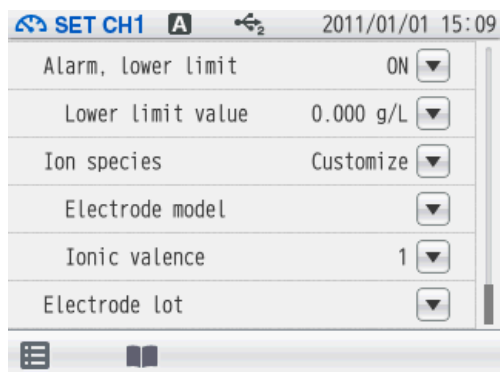 SET CH1 A 2 2011/01/01 15:09
Alarm, lower limit ON
Lower limit value 0.000 g/L
Ion species Customize
Electrode model
Ionic valence 1
Electrode lot